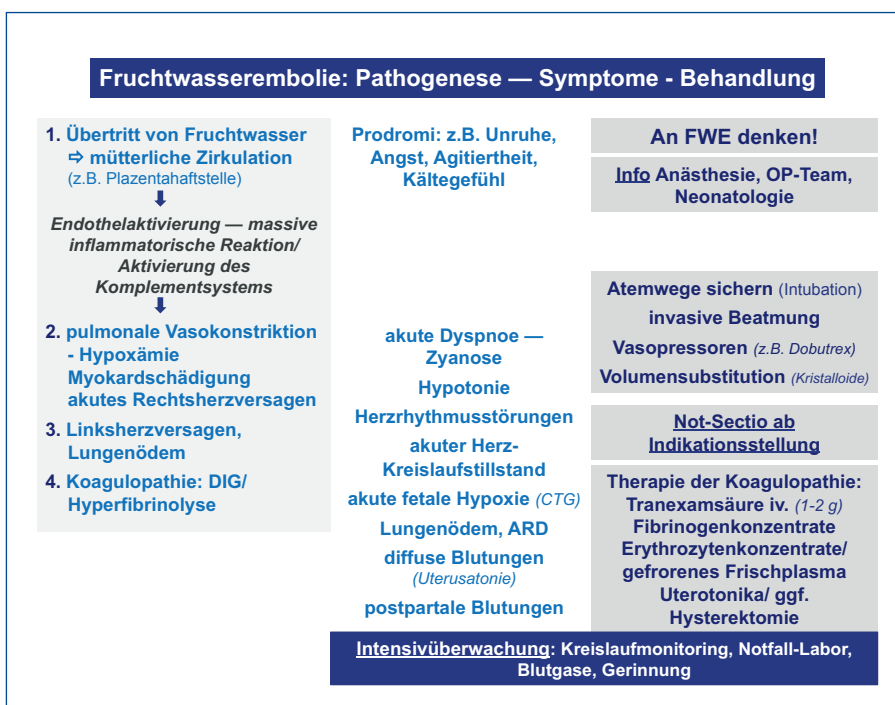 Fruchtwasserembolie: Pathogenese — Symptome - Behandlung
1. Übertritt von Fruchtwasser
⇨ mütterliche Zirkulation
(z.B. Plazentahaftstelle)
Endothelaktivierung — massive
inflammatorische Reaktion/
Aktivierung des
Komplementsystems
2. pulmonale Vasokonstriktion
- Hypoxämie
Myokardschädigung
akutes Rechtsherzversagen
3. Linksherzversagen,
Lungenödem
4. Koagulopathie: DIG/
Hyperfibrinolyse
Prodromi: z.B. Unruhe,
Angst, Agitiertheit,
Kältegefühl
akute Dyspnoe —
Zyanose
Hypotonie
Herzrhythmusstörungen
akuter Herz-
Kreislaufstillstand
akute fetale Hypoxie (CTG)
Lungenödem, ARD
diffuse Blutungen
(Uterusatonie)
postpartale Blutungen
An FWE denken!
Info Anästhesie, OP-Team,
Neonatologie
Atemwege sichern (Intubation)
invasive Beatmung
Vasopressoren (z.B. Dobutrex)
Volumensubstitution (Kristalloide)
Not-Sectio ab
Indikationsstellung
Therapie der Koagulopathie:
Tranexamsäure iv. (1-2 g)
Fibrinogenkonzentrate
Erythrozytenkonzentrate/
gefrorenes Frischplasma
Uterotonika/ ggf.
Hysterektomie
Intensivüberwachung: Kreislaufmonitoring, Notfall-Labor,
Blutgase, Gerinnung